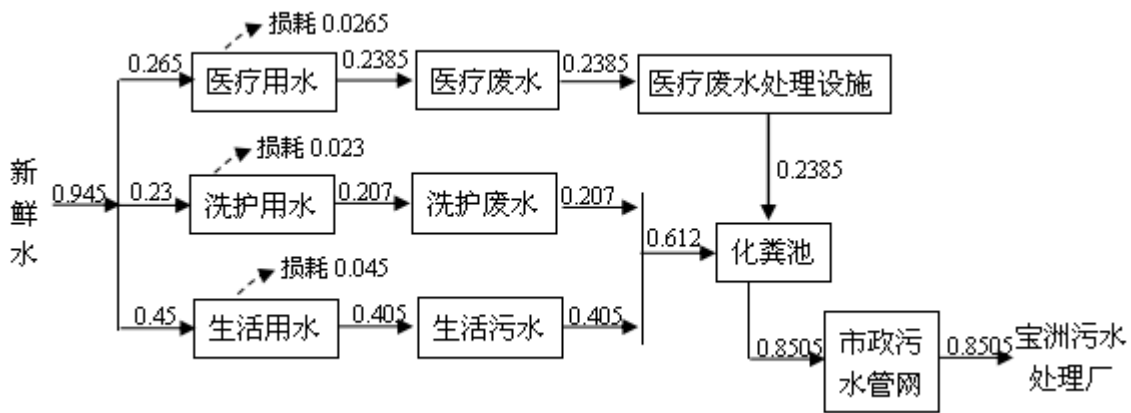 损耗 0.0265
0.265
医疗用水
0.2385
医疗废水
0.2385
医疗废水处理设施
0.2385
新
鲜
水
0.945
损耗 0.023
0.23
洗护用水
0.207
洗护废水
0.207
0.612
化粪池
损耗 0.045
0.45
生活用水
0.405
生活污水
0.405
0.8505
市政污
水管网
0.8505
宝洲污水
处理厂